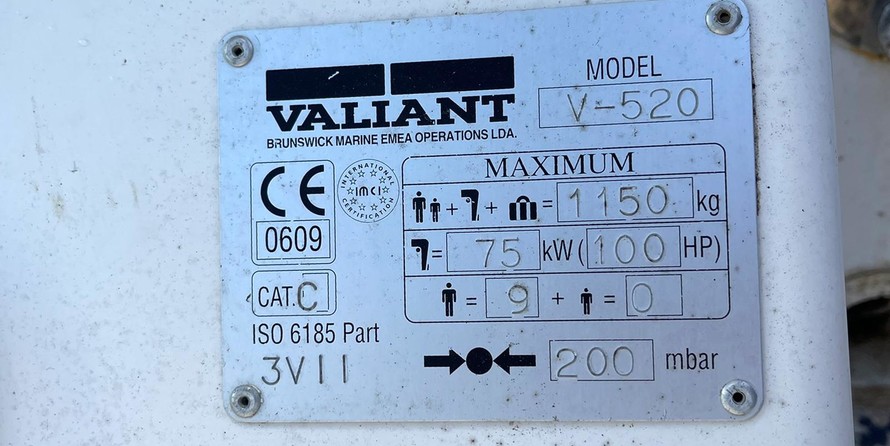 VALIANT
BRUNSWICK MARINE EMEA OPERATIONS LDA.
MODEL
V-520
CE
0609
INTERNATIONAL
IMCI
CERTIFICATION
CAT. C
ISO 6185 Part
3VII
MAXIMUM
+ + = 1150 kg
= 75 kW (100 HP)
= 9 + = 0
200 mbar